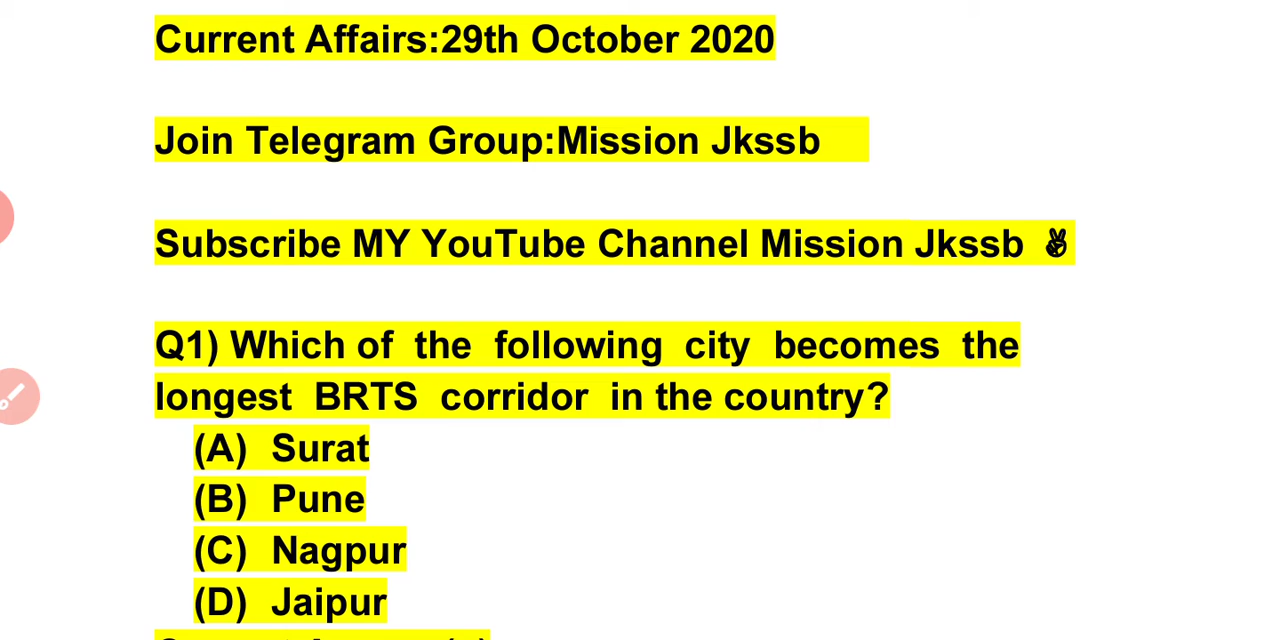 Current Affairs:29th October 2020
Join Telegram Group:Mission Jkssb
Subscribe MY YouTube Channel Mission Jkssb ✌
Q1) Which of the following city becomes the
longest BRTS corridor in the country?
(A) Surat
(B) Pune
(C) Nagpur
(D) Jaipur